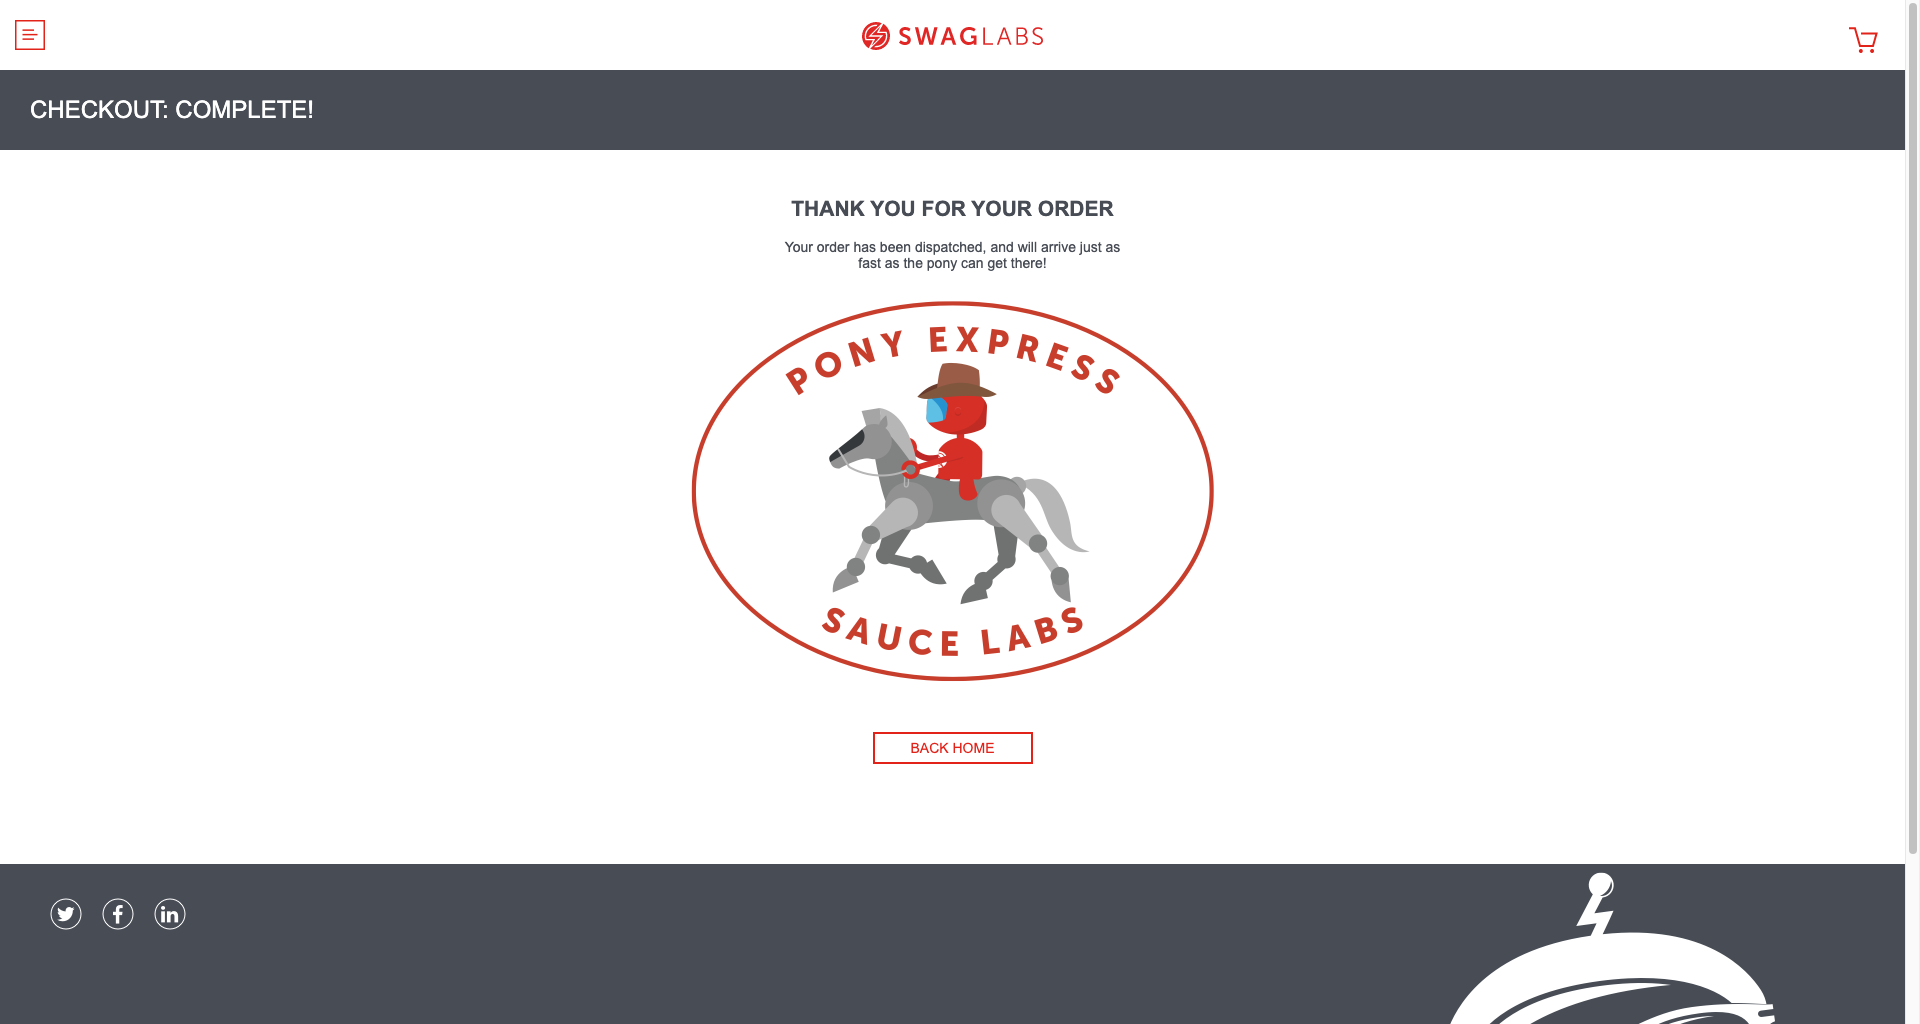 SWAGLABS
CHECKOUT: COMPLETE!
THANK YOU FOR YOUR ORDER
Your order has been dispatched, and will arrive just as
fast as the pony can get there!
PONY EXPRESS
SAUCE LABS
BACK HOME